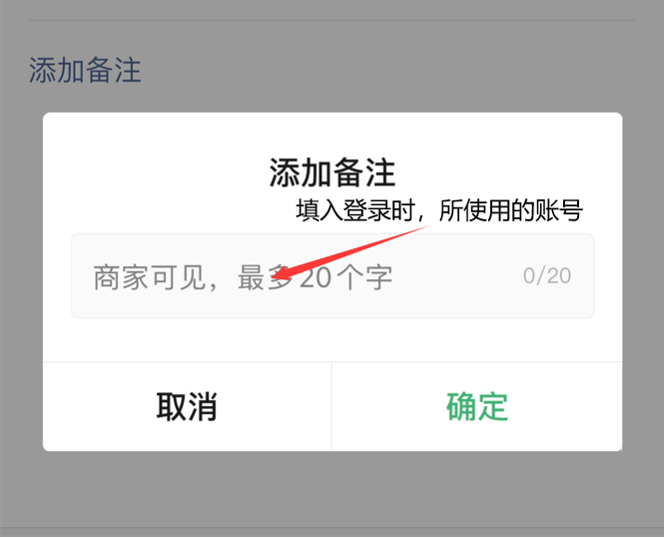 添加备注
添加备注
填入登录时，所使用的账号
商家可见，最多20个字
0/20
取消
确定